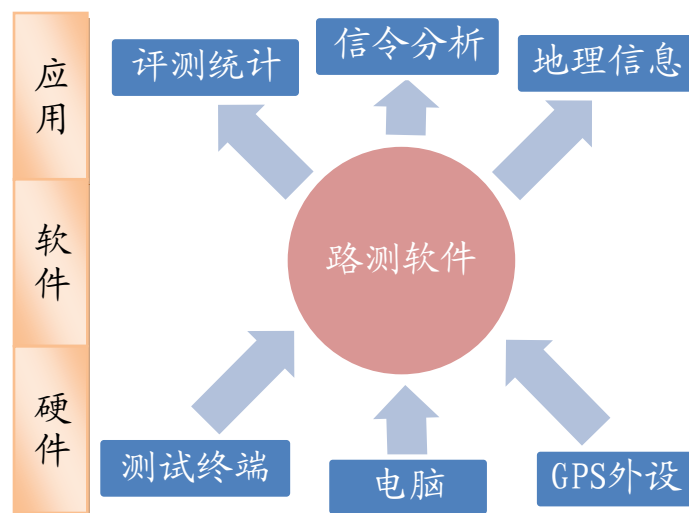 应用
评测统计
信令分析
地理信息
软件
路测软件
硬件
测试终端
电脑
GPS外设